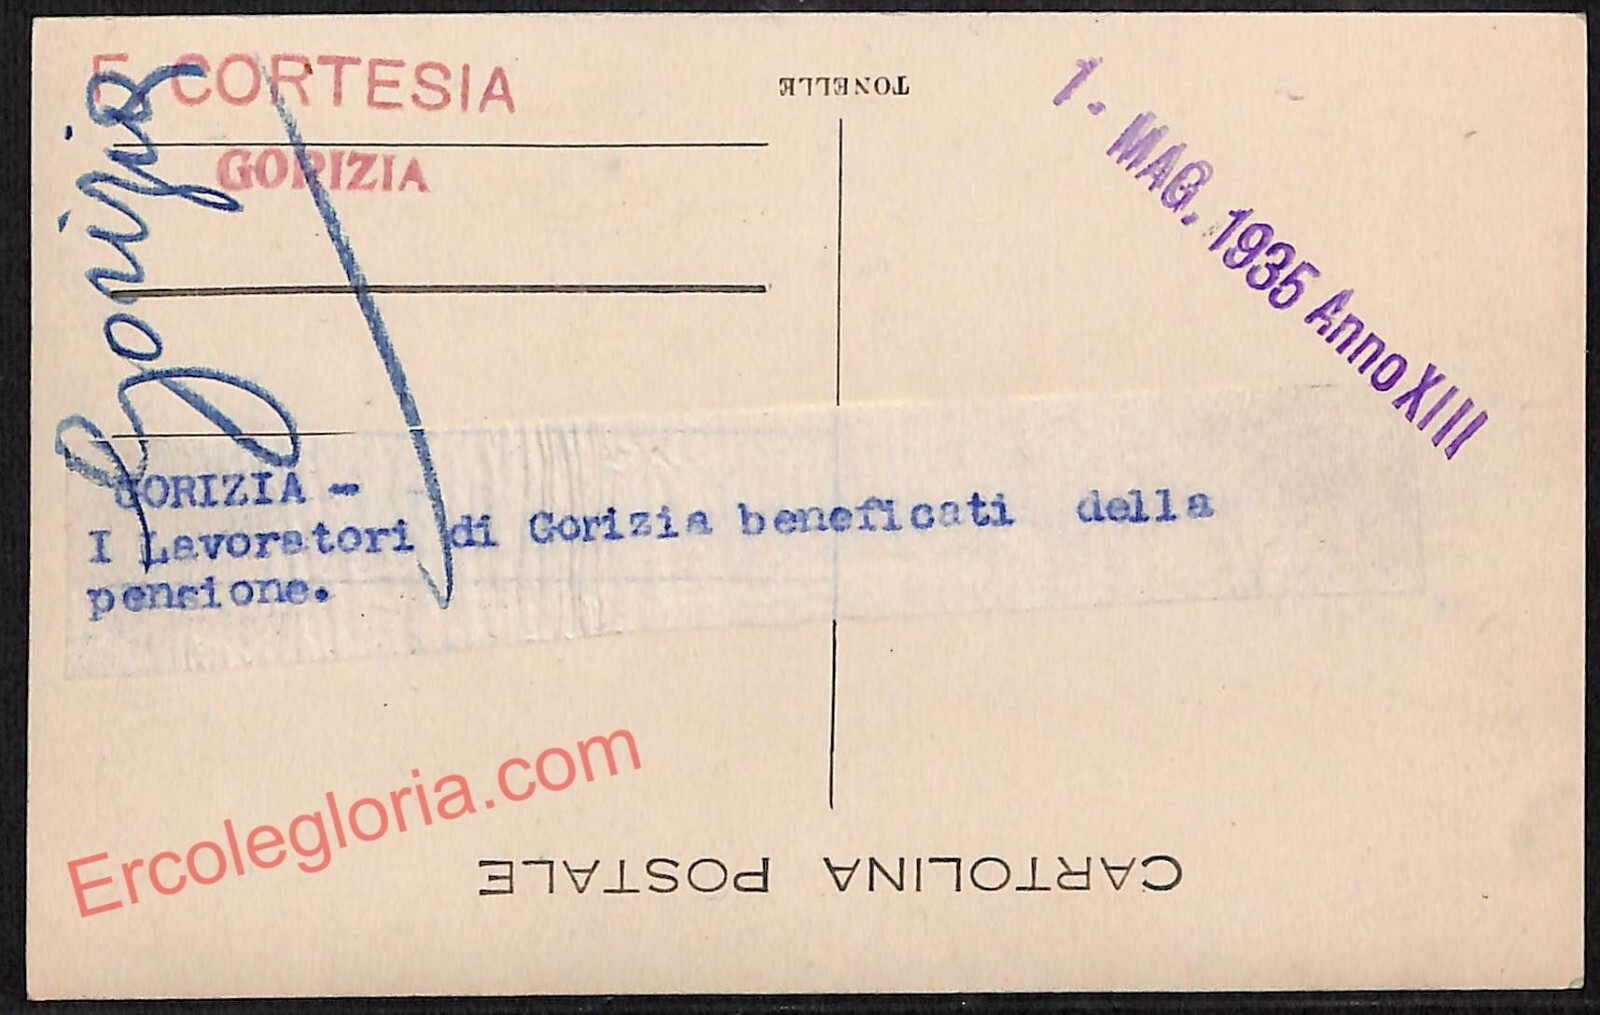 F. CORTESIA
GORIZIA
TONELLE
1 - MAG. 1935 Anno XIII
Gorizia
GORIZIA -
I Lavoratori di Gorizia beneficati della
pensione.
Ercolegloria.com
CARTOLINA POSTALE